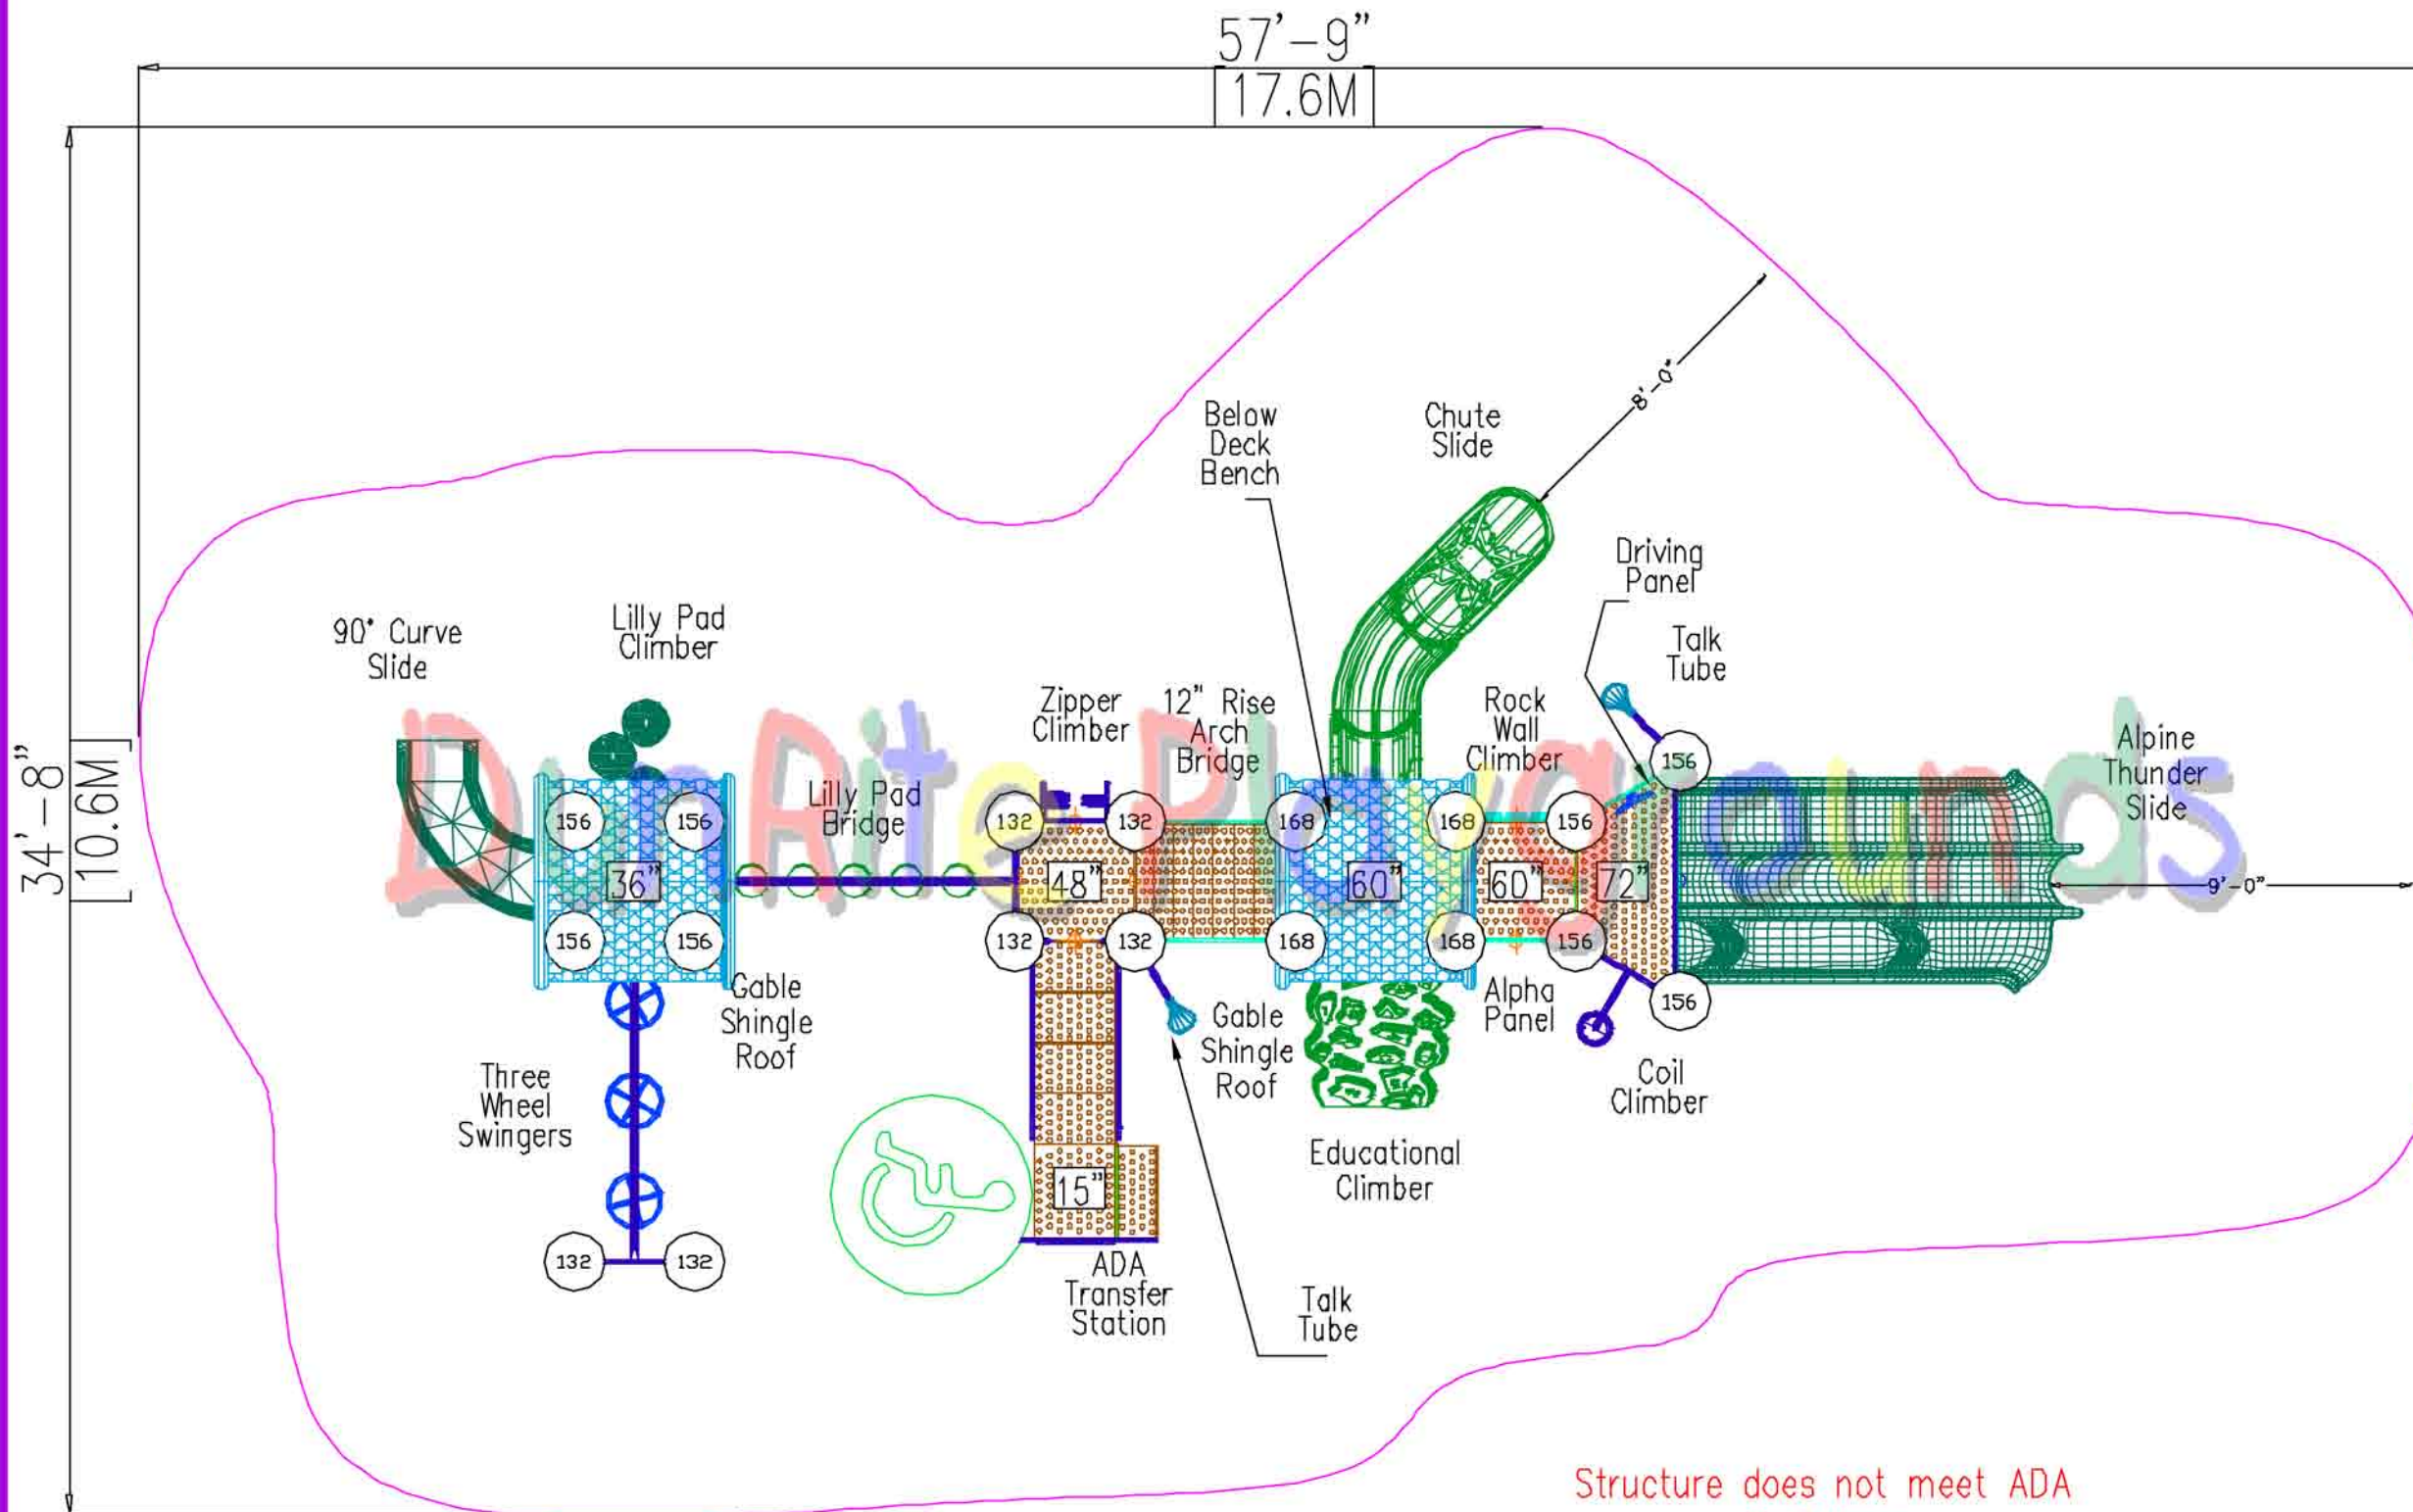 57’-9”
17.6M
34’-8”
10.6M
8'-0"
Below
Deck
Bench
Chute
Slide
Driving
Panel
Talk
Tube
90° Curve
Slide
Lilly Pad
Climber
Zipper
Climber
12” Rise
Arch
Bridge
Rock
Wall
Climber
Alpine
Thunder
Slide
DunRite Playgrounds
Lilly Pad
Bridge
156
156
156
132
132
168
168
156
36”
48”
60”
60”
72”
9'-0"
156
156
132
132
168
168
156
156
Gable
Shingle
Roof
Gable
Shingle
Roof
Alpha
Panel
Three
Wheel
Swingers
Coil
Climber
Educational
Climber
15”
132
132
ADA
Transfer
Station
Talk
Tube
Structure does not meet ADA